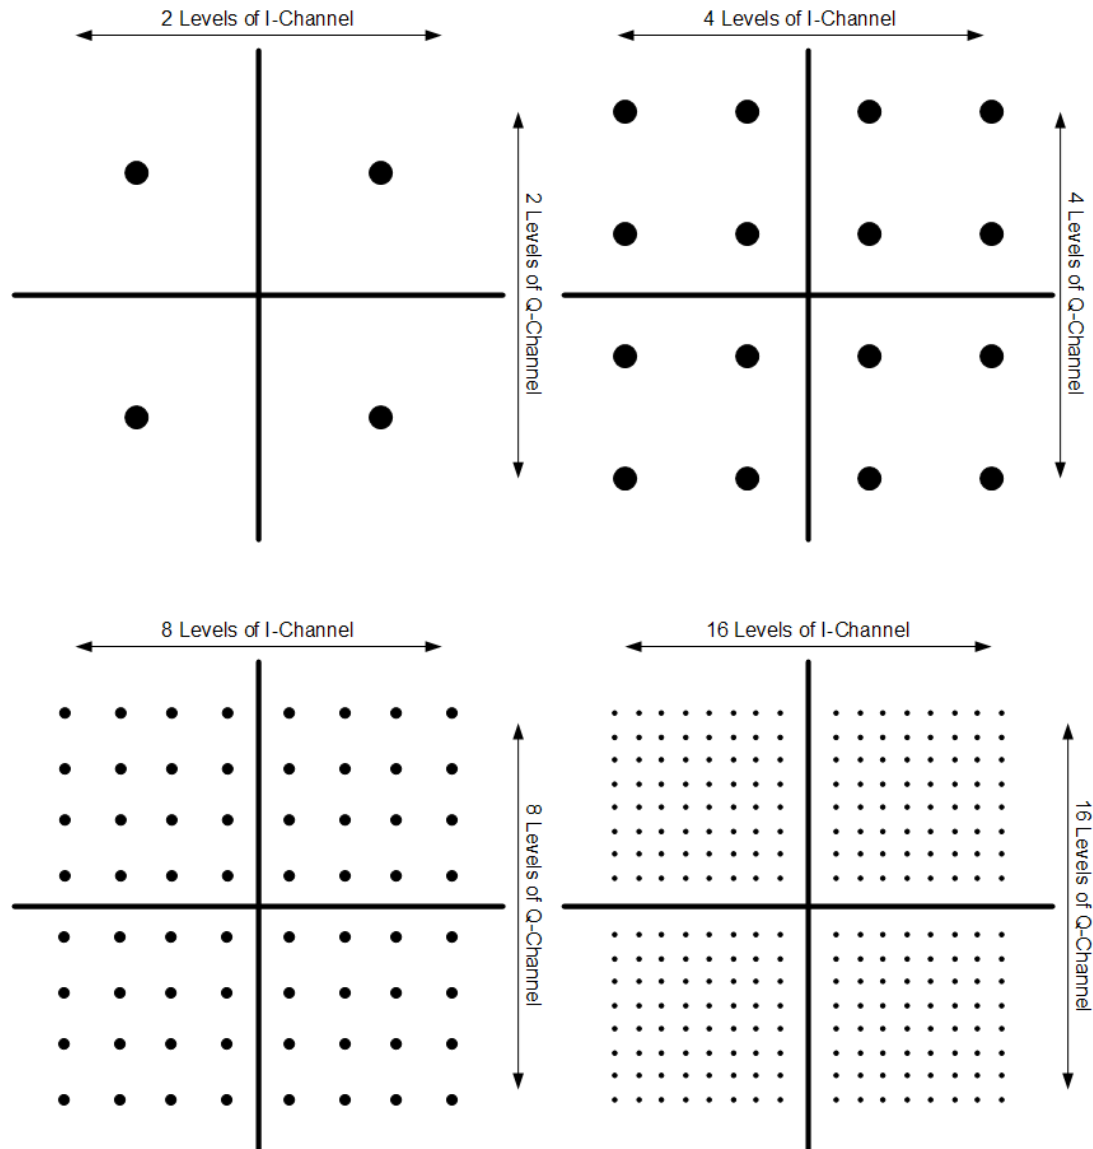 2 Levels of I-Channel
4 Levels of I-Channel
2 Levels of Q-Channel
4 Levels of Q-Channel
8 Levels of I-Channel
16 Levels of I-Channel
8 Levels of Q-Channel
16 Levels of Q-Channel